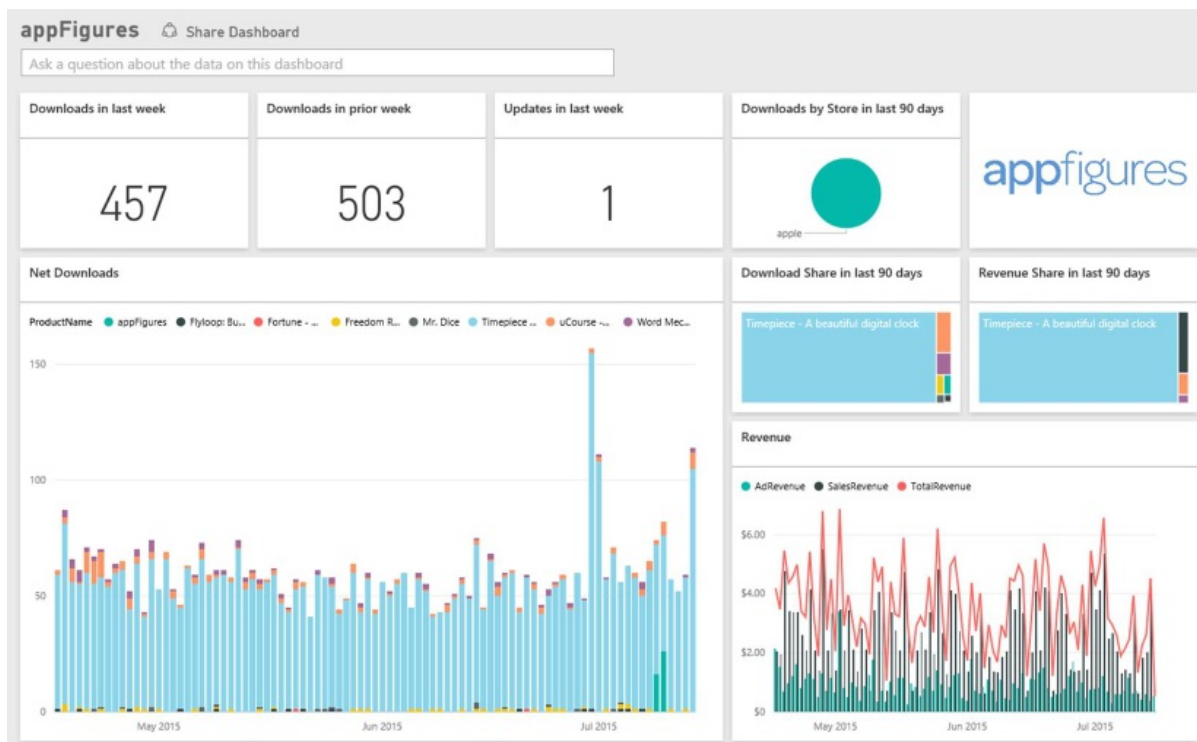 appFigures Share Dashboard
Ask a question about the data on this dashboard
Downloads in last week
457
Downloads in prior week
503
Updates in last week
1
Downloads by Store in last 90 days
apple
appfigures
Net Downloads
ProductName appFigures Flyloop: Bu... Fortune - ... Freedom R... Mr. Dice Timepiece ... uCourse -... Word Mec...
150
100
50
0
May 2015 Jun 2015 Jul 2015
Download Share in last 90 days
Timepiece - A beautiful digital clock
Revenue Share in last 90 days
Timepiece - A beautiful digital clock
Revenue
AdRevenue SalesRevenue TotalRevenue
$6.00
$4.00
$2.00
$0
May 2015 Jun 2015 Jul 2015